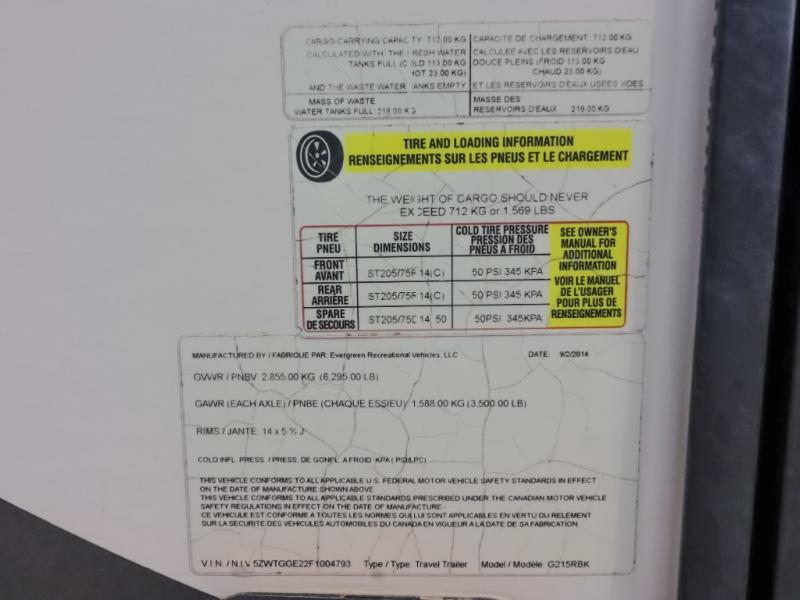 CARGO-CARRYING CAPAC TY 712.00 KG
CALCULATED WITH THE FRESH WATER
TANKS FULL (C LD 113.00 KG
HOT 23.00 KG)
AND THE WASTE WATER TANKS EMPTY
MASS OF WASTE
WATER TANKS FULL: 218.00 KG
CAPACITE DE CHARGEMENT 712.00 KG
CALCULEE AVEC LES RESERVOIRS D'EAU
DOUCE PLEINS (FROID 113.00 KG
CHAUD 23.00 KG)
ET LES RESERVOIRS D'EAUX USEES VIDES
MASSE DES
RESERVOIRS D'EAUX 218.00 KG
TIRE AND LOADING INFORMATION
RENSEIGNEMENTS SUR LES PNEUS ET LE CHARGEMENT
THE WEIGHT OF CARGO SHOULD NEVER
EXCEED 712 KG or 1,569 LBS
TIRE PNEU SIZE DIMENSIONS COLD TIRE PRESSURE PRESSION DES PNEUS A FROID
FRONT AVANT ST205/75R 14(C) 50 PSI 345 KPA
REAR ARRIÈRE ST205/75R 14(C) 50 PSI 345 KPA
SPARE DE SECOURS ST205/75D 14 50 50PSI 345KPA
SEE OWNER'S
MANUAL FOR
ADDITIONAL
INFORMATION
VOIR LE MANUEL
DE L'USAGER
POUR PLUS DE
RENSEIGNEMENTS
MANUFACTURED BY / FABRIQUE PAR: Evergreen Recreational Vehicles, LLC DATE: 9/2/2014
GVWR / PNBV 2,855.00 KG (6,295.00 LB)
GAWR (EACH AXLE) / PNBE (CHAQUE ESSIEU) 1,588.00 KG (3,500.00 LB)
RIMS / JANTE 14 x 5 ½ J
COLD INFL. PRESS. / PRESS. DE GONFL. A FROID KPA ( PSI/LPC)
THIS VEHICLE CONFORMS TO ALL APPLICABLE U.S. FEDERAL MOTOR VEHICLE SAFETY STANDARDS IN EFFECT
ON THE DATE OF MANUFACTURE SHOWN ABOVE
THIS VEHICLE CONFORMS TO ALL APPLICABLE STANDARDS PRESCRIBED UNDER THE CANADIAN MOTOR VEHICLE
SAFETY REGULATIONS IN EFFECT ON THE DATE OF MANUFACTURE -
CE VEHICULE EST CONFORME A TOUTES LES NORMES QUI LUI SONT APPLICABLES EN VERTU DU RELEMENT
SUR LA SECURITE DES VEHICULES AUTOMOBILES DU CANADA EN VIGUEUR A LA DATE DE SA FABRICATION
V.I.N. / N.I.V 5ZWTGGE22F1004793 Type / Type: Travel Trailer Model / Modèle: G215RBK